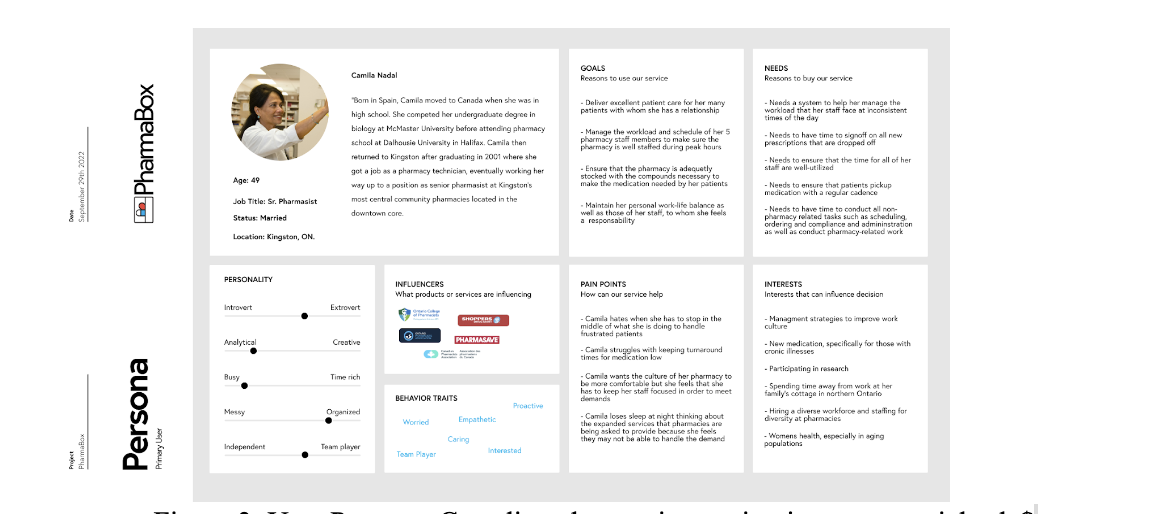 Date
September 29th 2022
PharmaBox
Project
PharmaBox
Persona
Primary User
Camila Nadal
"Born in Spain, Camila moved to Canada when she was in
high school. She competed her undergraduate degree in
biology at McMaster University before attending pharmacy
school at Dalhousie University in Halifax. Camila then
returned to Kingston after graduating in 2001 where she
got a job as a pharmacy technician, eventually working her
way up to a position as senior pharmasist at Kingston's
most central community pharmacies located in the
downtown core.
Age: 49
Job Title: Sr. Pharmasist
Status: Married
Location: Kingston, ON.
GOALS
Reasons to use our service
- Deliver excellent patient care for her many
patients with whom she has a relationship
- Manage the workload and schedule of her 5
pharmacy staff members to make sure the
pharmacy is well staffed during peak hours
- Ensure that the pharmacy is adequetly
stocked with the compounds necessary to
make the medication needed by her patients
- Maintain her personal work-life balance as
well as those of her staff, to whom she feels
a responsibility
NEEDS
Reasons to buy our service
- Needs a system to help her manage the
workload that her staff face at inconsistent
times of the day
- Needs to have time to signoff on all new
prescriptions that are dropped off
- Needs to ensure that the time for all of her
staff are well-utilized
- Needs to ensure that patients pickup
medication with a regular cadence
- Needs to have time to conduct all non-
pharmacy related tasks such as scheduling,
ordering and compliance and admininstration
as well as conduct pharmacy-related work
PERSONALITY
Introvert Extrovert
Analytical Creative
Busy Time rich
Messy Organized
Independent Team player
INFLUENCERS
What products or services are influencing
Ontario College
of Pharmacists
SHOPPERS
PHARMASAVE
BEHAVIOR TRAITS
Proactive
Worried Empathetic
Caring
Team Player Interested
PAIN POINTS
How can our service help
- Camila hates when she has to stop in the
middle of what she is doing to handle
frustrated patients
- Camila struggles with keeping turnaround
times for medication low
- Camila wants the culture of her pharmacy to
be more comfortable but she feels that she
has to keep her staff focused in order to meet
demands
- Camila loses sleep at night thinking about
the expanded services that pharmacies are
being asked to provide because she feels
they may not be able to handle the demand
INTERESTS
Interests that can influence decision
- Managment strategies to improve work
culture
- New medication, specifically for those with
cronic illnesses
- Participating in research
- Spending time away from work at her
family's cottage in northern Ontario
- Hiring a diverse workforce and staffing for
diversity at pharmacies
- Womens health, especially in aging
populations